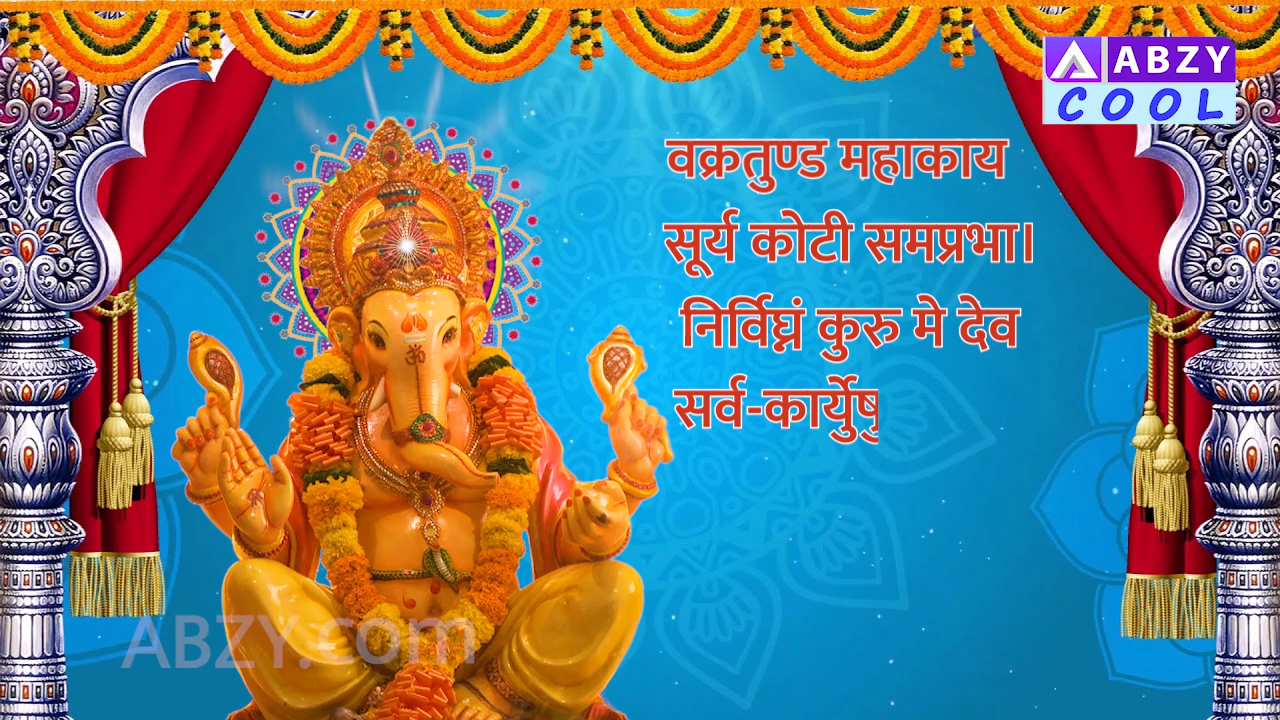 ABZY
COOL
वक्रतुण्ड महाकाय
सूर्य कोटी समप्रभा।
निर्विघ्नं कुरु मे देव
सर्व-कार्येुषु
ABZY.com